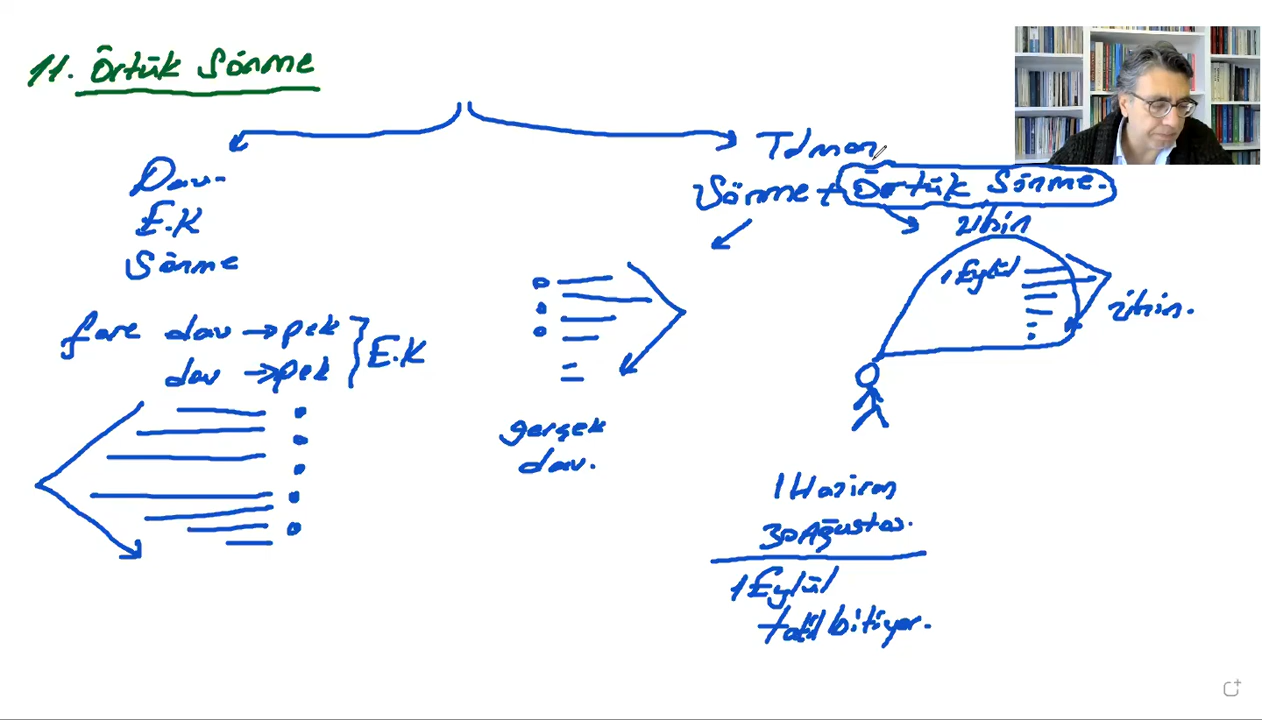 11. Örtük Sönme
Dav.
E.K
Sönme
fare dav → pek
dav → pek
E.K
Tolman
Sönme + Örtük Sönme.
zihin
1 Eylül
zihin.
gerçek
dav.
1 Haziran
30 Ağustos.
1 Eylül
tatil bitiyor.